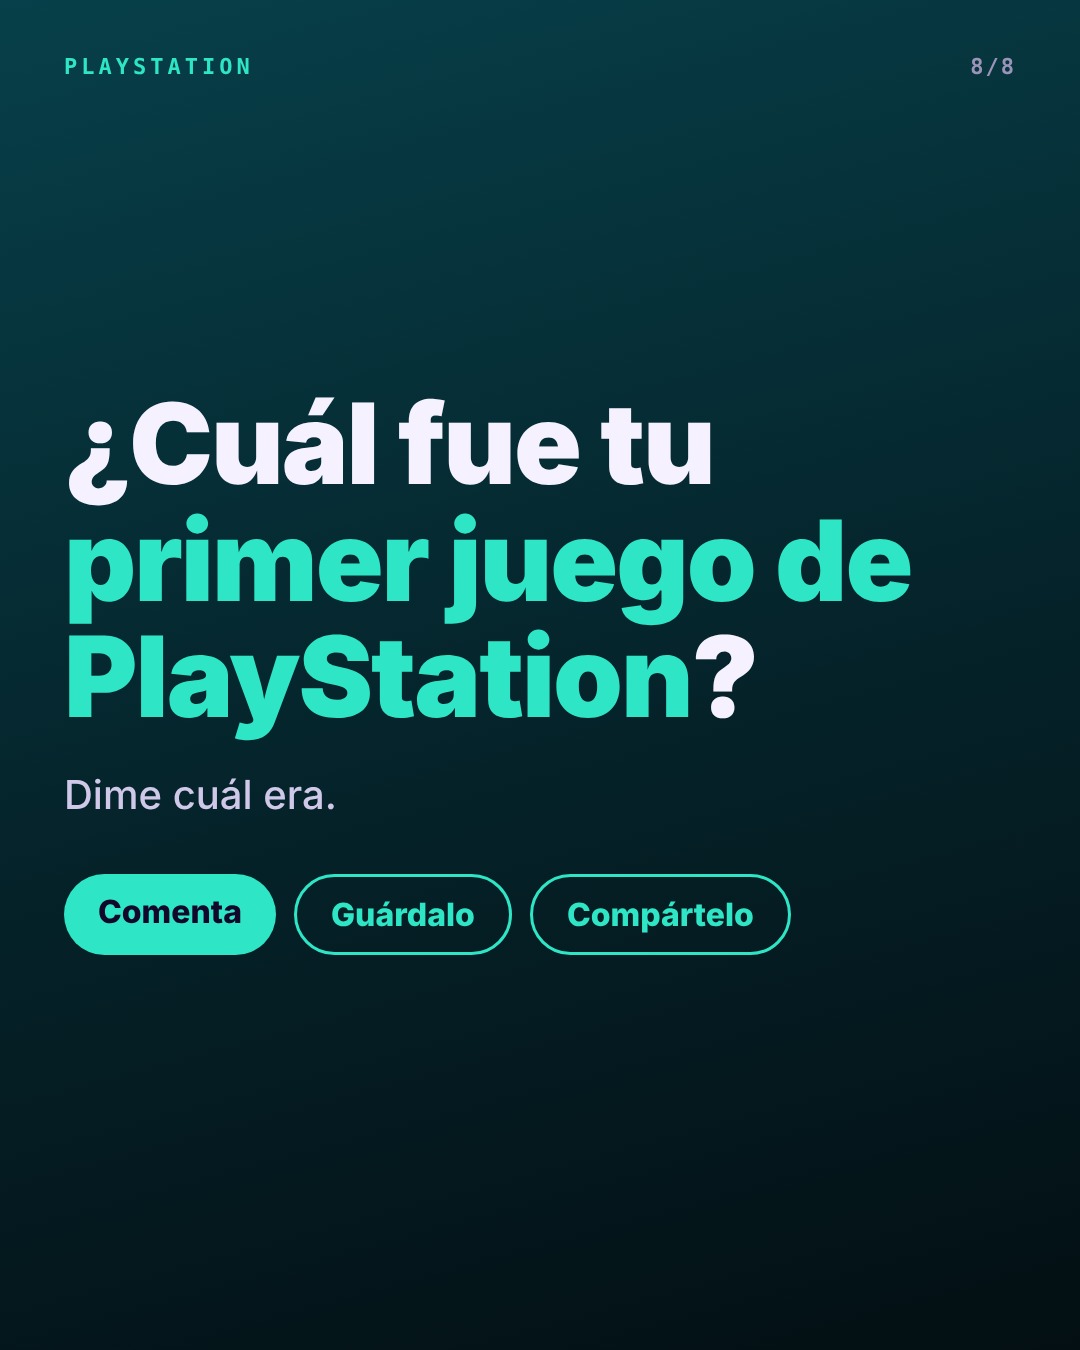 PLAYSTATION
8/8
¿Cuál fue tu
primer juego de
PlayStation?
Dime cuál era.
Comenta
Guárdalo
Compártelo